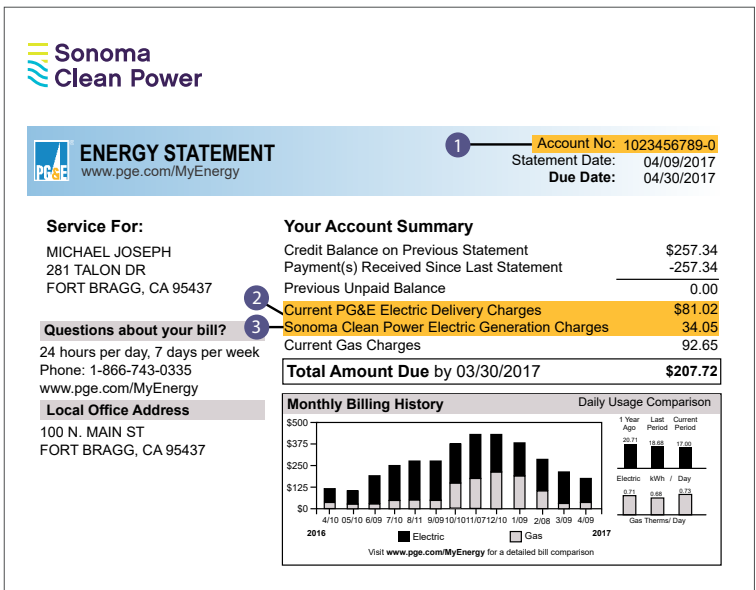 Sonoma
Clean Power
1
Account No: 1023456789-0
PG&E
ENERGY STATEMENT
www.pge.com/MyEnergy
Statement Date: 04/09/2017
Due Date: 04/30/2017
Service For:
MICHAEL JOSEPH
281 TALON DR
FORT BRAGG, CA 95437
Questions about your bill?
24 hours per day, 7 days per week
Phone: 1-866-743-0335
www.pge.com/MyEnergy
Local Office Address
100 N. MAIN ST
FORT BRAGG, CA 95437
Your Account Summary
Credit Balance on Previous Statement $257.34
Payment(s) Received Since Last Statement -257.34
Previous Unpaid Balance 0.00
2
Current PG&E Electric Delivery Charges $81.02
3
Sonoma Clean Power Electric Generation Charges 34.05
Current Gas Charges 92.65
Total Amount Due by 03/30/2017 $207.72
Monthly Billing History
Daily Usage Comparison
$500
$375
$250
$125
$0
4/10 05/10 6/09 7/10 8/11 9/09 10/10 11/07 12/10 1/09 2/08 3/09 4/09
2016 2017
Electric Gas
Visit www.pge.com/MyEnergy for a detailed bill comparison
1 Year Last Current
Ago Period Period
20.71 18.68 17.00
Electric kWh / Day
0.71 0.68 0.73
Gas Therms/ Day